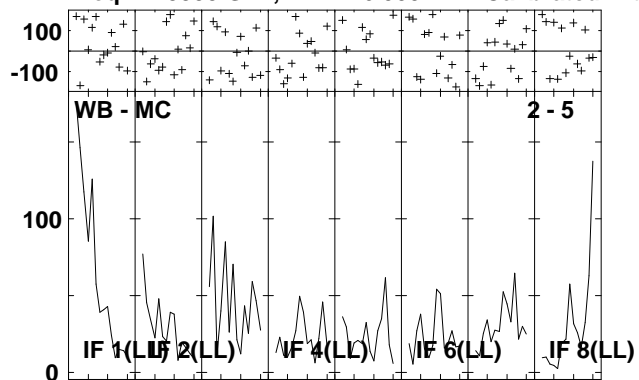 100
-100
WB - MC 2 - 5
100
IF 1(LL) IF 2(LL) IF 4(LL) IF 6(LL) IF 8(LL)
0